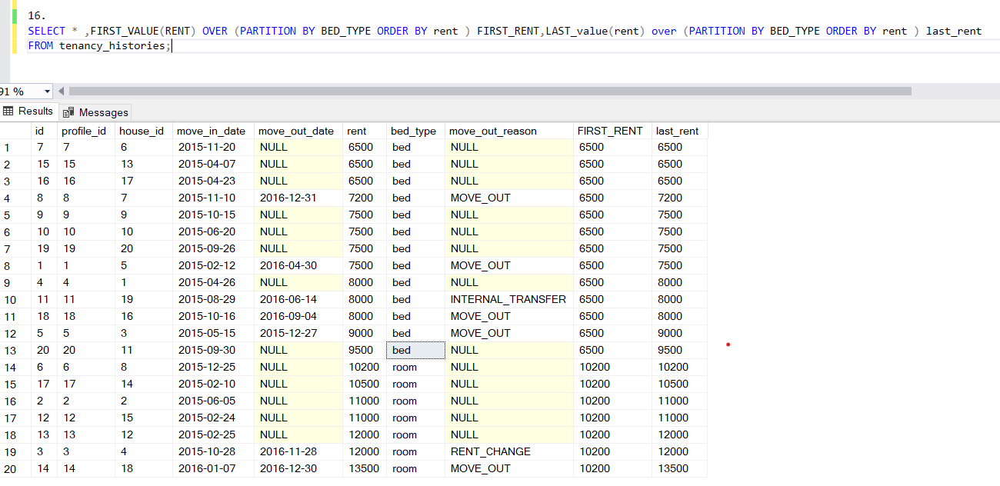 16.
SELECT * ,FIRST_VALUE(RENT) OVER (PARTITION BY BED_TYPE ORDER BY rent ) FIRST_RENT,LAST_value(rent) over (PARTITION BY BED_TYPE ORDER BY rent ) last_rent
FROM tenancy_histories;
91 %
Results Messages
id profile_id house_id move_in_date move_out_date rent bed_type move_out_reason FIRST_RENT last_rent
1 7 7 6 2015-11-20 NULL 6500 bed NULL 6500 6500
2 15 15 13 2015-04-07 NULL 6500 bed NULL 6500 6500
3 16 16 17 2015-04-23 NULL 6500 bed NULL 6500 6500
4 8 8 7 2015-11-10 2016-12-31 7200 bed MOVE_OUT 6500 7200
5 9 9 9 2015-10-15 NULL 7500 bed NULL 6500 7500
6 10 10 10 2015-06-20 NULL 7500 bed NULL 6500 7500
7 19 19 20 2015-09-26 NULL 7500 bed NULL 6500 7500
8 1 1 5 2015-02-12 2016-04-30 7500 bed MOVE_OUT 6500 7500
9 4 4 1 2015-04-26 NULL 8000 bed NULL 6500 8000
10 11 11 19 2015-08-29 2016-06-14 8000 bed INTERNAL_TRANSFER 6500 8000
11 18 18 16 2015-10-16 2016-09-04 8000 bed MOVE_OUT 6500 8000
12 5 5 3 2015-05-15 2015-12-27 9000 bed MOVE_OUT 6500 9000
13 20 20 11 2015-09-30 NULL 9500 bed NULL 6500 9500
14 6 6 8 2015-12-25 NULL 10200 room NULL 10200 10200
15 17 17 14 2015-02-10 NULL 10500 room NULL 10200 10500
16 2 2 2 2015-06-05 NULL 11000 room NULL 10200 11000
17 12 12 15 2015-02-24 NULL 11000 room NULL 10200 11000
18 13 13 12 2015-02-25 NULL 12000 room NULL 10200 12000
19 3 3 4 2015-10-28 2016-11-28 12000 room RENT_CHANGE 10200 12000
20 14 14 18 2016-01-07 2016-12-30 13500 room MOVE_OUT 10200 13500